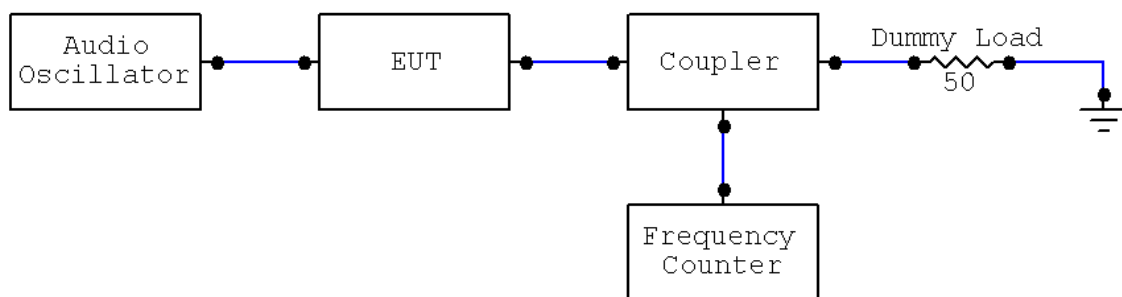 Audio
Oscillator
EUT
Coupler
Dummy Load
50
Frequency
Counter